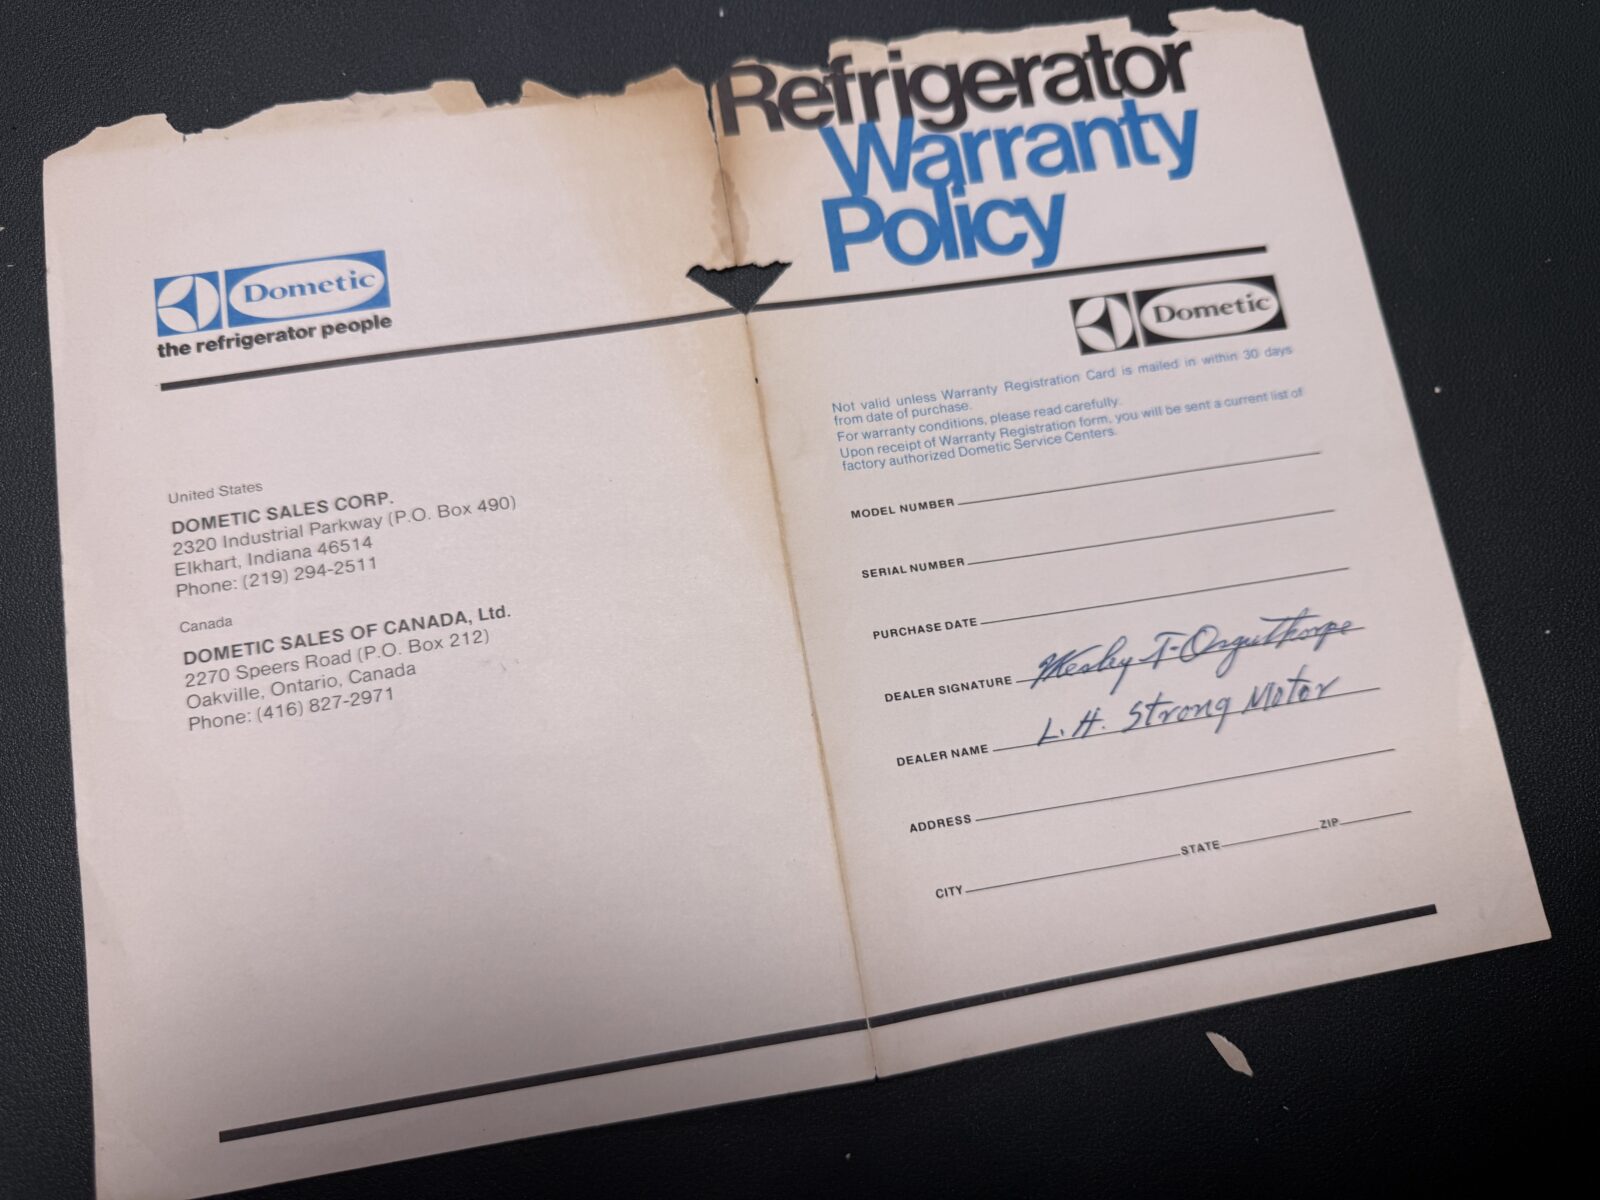 Dometic
the refrigerator people
United States
DOMETIC SALES CORP.
2320 Industrial Parkway (P.O. Box 490)
Elkhart, Indiana 46514
Phone: (219) 294-2511
Canada
DOMETIC SALES OF CANADA, Ltd.
2270 Speers Road (P.O. Box 212)
Oakville, Ontario, Canada
Phone: (416) 827-2971
Refrigerator
Warranty
Policy
Dometic
Not valid unless Warranty Registration Card is mailed in within 30 days
from date of purchase.
For warranty conditions, please read carefully.
Upon receipt of Warranty Registration form, you will be sent a current list of
factory authorized Dometic Service Centers.
MODEL NUMBER
SERIAL NUMBER
PURCHASE DATE
DEALER SIGNATURE Wesley T.
DEALER NAME L.H. Strong Motor
ADDRESS
CITY STATE ZIP